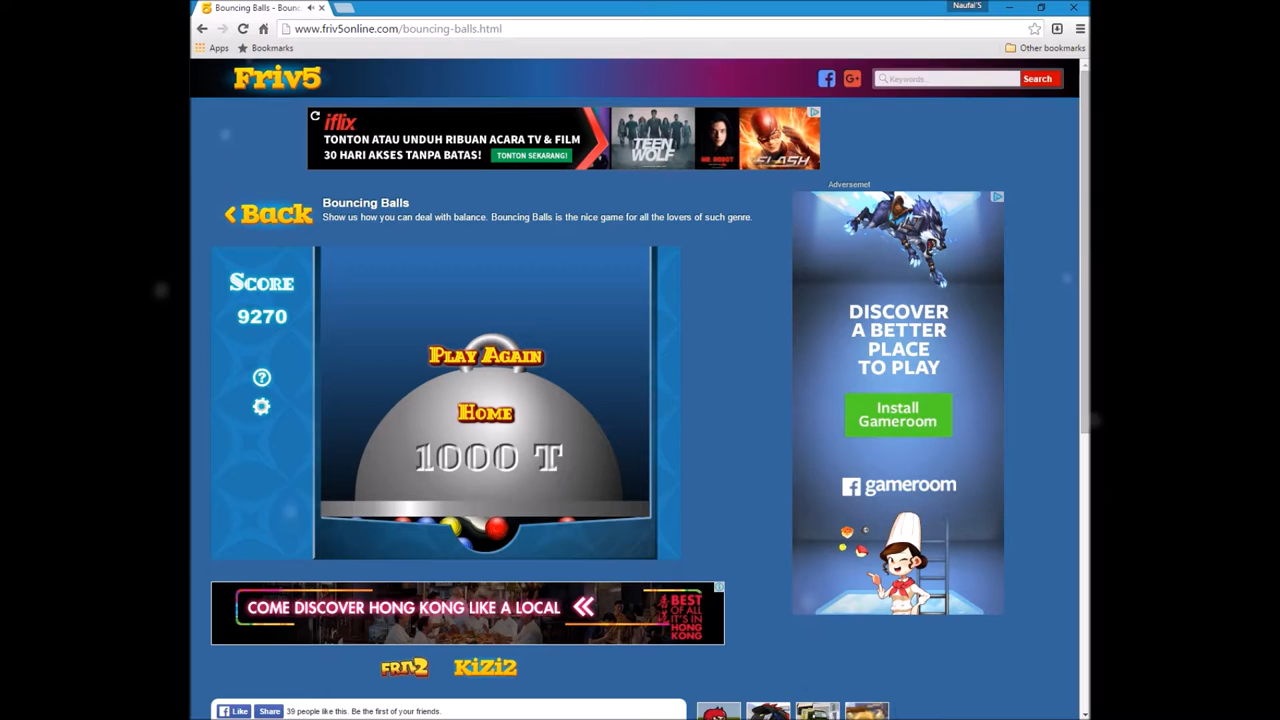 Bouncing Balls - Boun
Naufal'S
www.friv5online.com/bouncing-balls.html
Apps
Bookmarks
Other bookmarks
Friv5
G+
Keywords..
Search
iflix
TONTON ATAU UNDUH RIBUAN ACARA TV & FILM
30 HARI AKSES TANPA BATAS!
TONTON SEKARANG!
TEEN
WOLF
MR. ROBOT
FLASH
Adversemet
Back
Bouncing Balls
Show us how you can deal with balance. Bouncing Balls is the nice game for all the lovers of such genre.
Score
9270
?
Play Again
Home
1000 T
DISCOVER
A BETTER
PLACE
TO PLAY
Install
Gameroom
gameroom
COME DISCOVER HONG KONG LIKE A LOCAL
BEST
OF ALL
IT'S IN
HONG
KONG
FRIV2
KiZi2
Like
Share
39 people like this. Be the first of your friends.